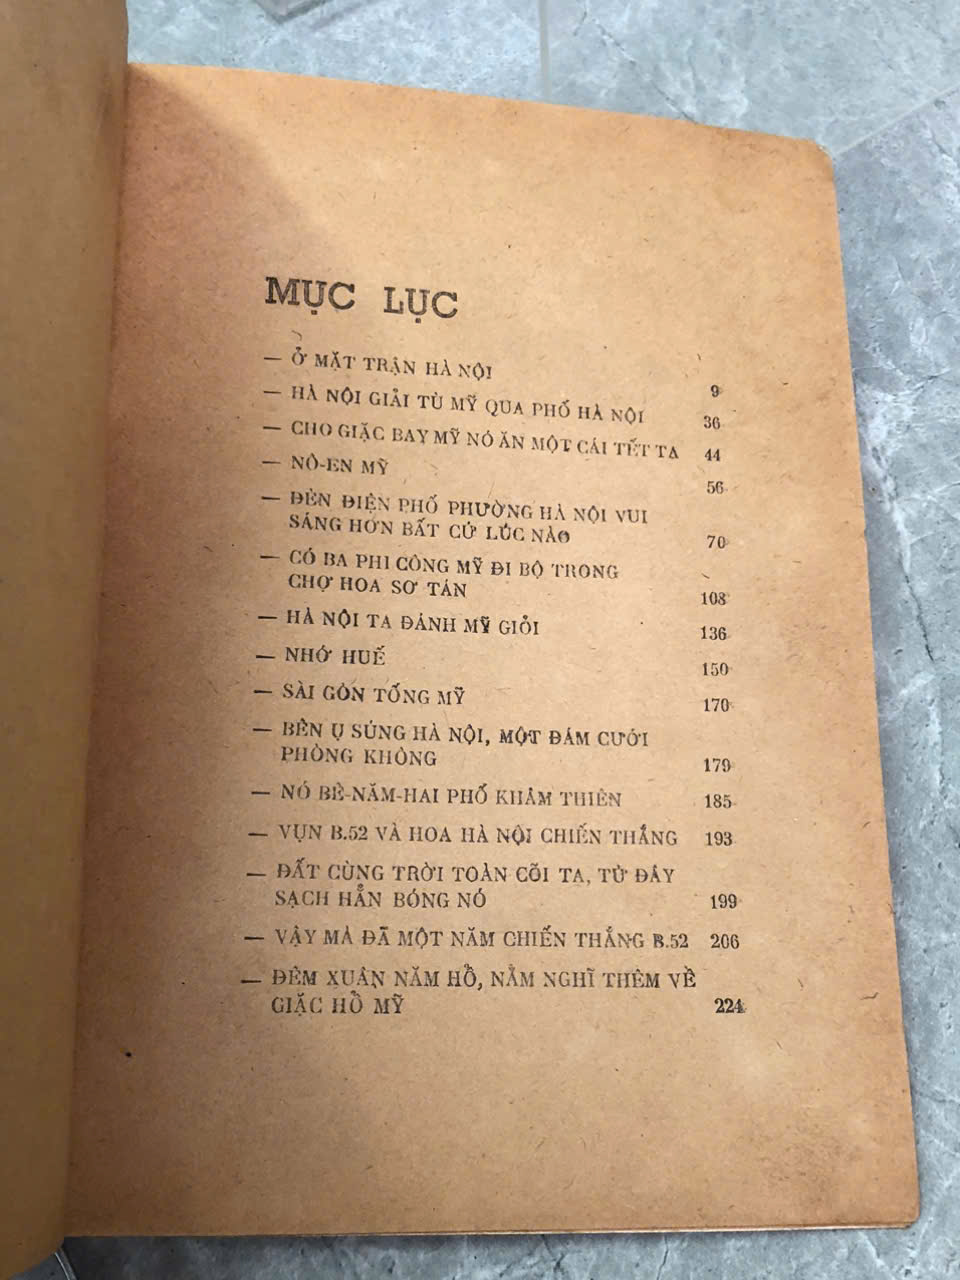 MỤC LỤC
— Ở MẶT TRẬN HÀ NỘI 9
— HÀ NỘI GIẢI TÙ MỸ QUA PHỐ HÀ NỘI 36
— CHO GIẶC BAY MỸ NÓ ĂN MỘT CÁI TẾT TA 44
— NÔ-EN MỸ 56
— ĐÈN ĐIỆN PHỐ PHƯỜNG HÀ NỘI VUI
SÁNG HƠN BẤT CỨ LÚC NÀO 70
— CÓ BA PHI CÔNG MỸ ĐI BỘ TRONG
CHỢ HOA SƠ TÁN 108
— HÀ NỘI TA ĐÁNH MỸ GIỎI 136
— NHỚ HUẾ 150
— SÀI GÒN TỐNG MỸ 170
— BÊN Ụ SÚNG HÀ NỘI, MỘT ĐÁM CƯỚI
PHÒNG KHÔNG 179
— NÓ BÊ-NĂM-HAI PHỐ KHÂM THIÊN 185
— VỤN B.52 VÀ HOA HÀ NỘI CHIẾN THẮNG 193
— ĐẤT CÙNG TRỜI TOÀN CÕI TA, TỪ ĐÂY
SẠCH HẲN BÓNG NÓ 199
— VẬY MÀ ĐÃ MỘT NĂM CHIẾN THẮNG B.52 206
— ĐÊM XUÂN NĂM HỔ, NẰM NGHĨ THÊM VỀ
GIẶC HỔ MỸ 224